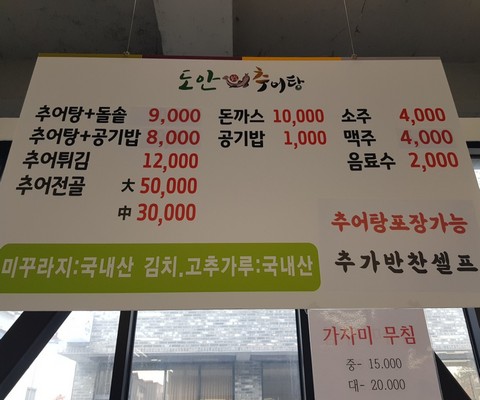 도안 추어탕
추어탕+돌솥 9,000 돈까스 10,000 소주 4,000
추어탕+공기밥 8,000 공기밥 1,000 맥주 4,000
추어튀김 12,000 음료수 2,000
추어전골 大 50,000
中 30,000
추어탕포장가능
추가반찬셀프
미꾸라지:국내산 김치.고추가루:국내산
가자미 무침
중- 15.000
대- 20.000